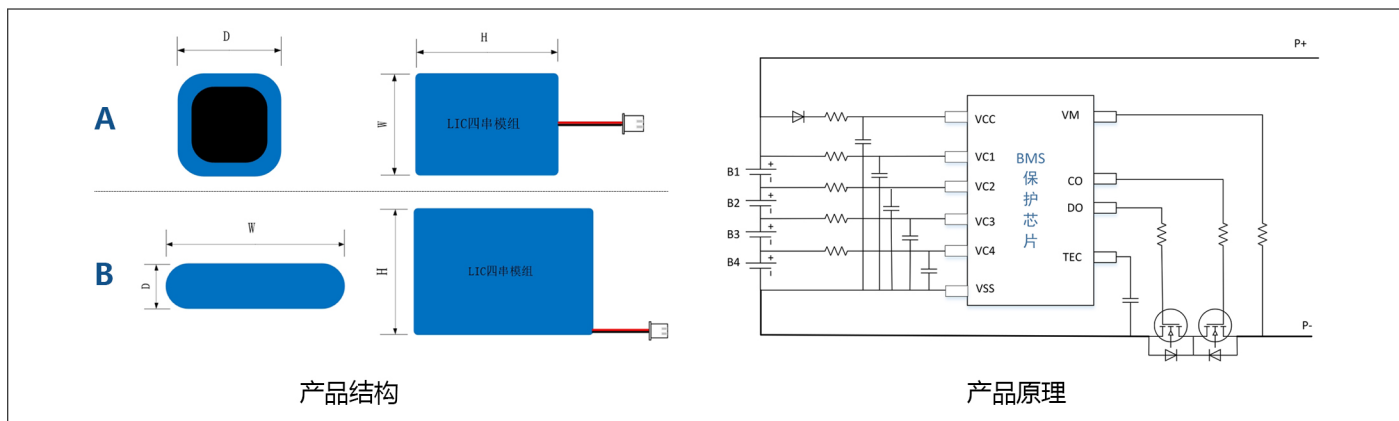 D
H
A
W
LIC四串模组
W
B
D
H
LIC四串模组
产品结构
P+
VCC
VM
VC1
BMS
保
护
芯
片
B1
+
-
VC2
CO
B2
+
-
DO
VC3
B3
+
-
VC4
TEC
B4
+
-
VSS
P-
产品原理